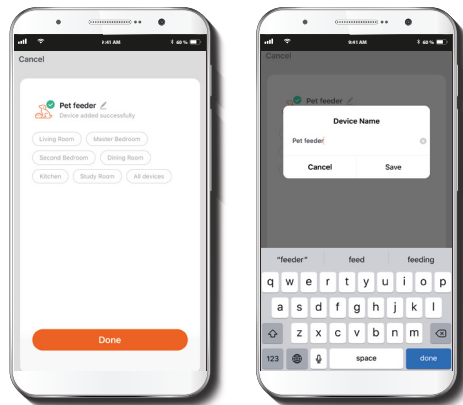 9:41 AM
60 %
Cancel
Pet feeder
Device added successfully
Living Room
Master Bedroom
Second Bedroom
Dining Room
Kitchen
Study Room
All devices
Done
9:41 AM
60 %
Cancel
Pet feeder
Device Name
Pet feeder
Cancel
Save
"feeder"
feed
feeding
q w e r t y u i o p
a s d f g h j k l
z x c v b n m
123
space
done